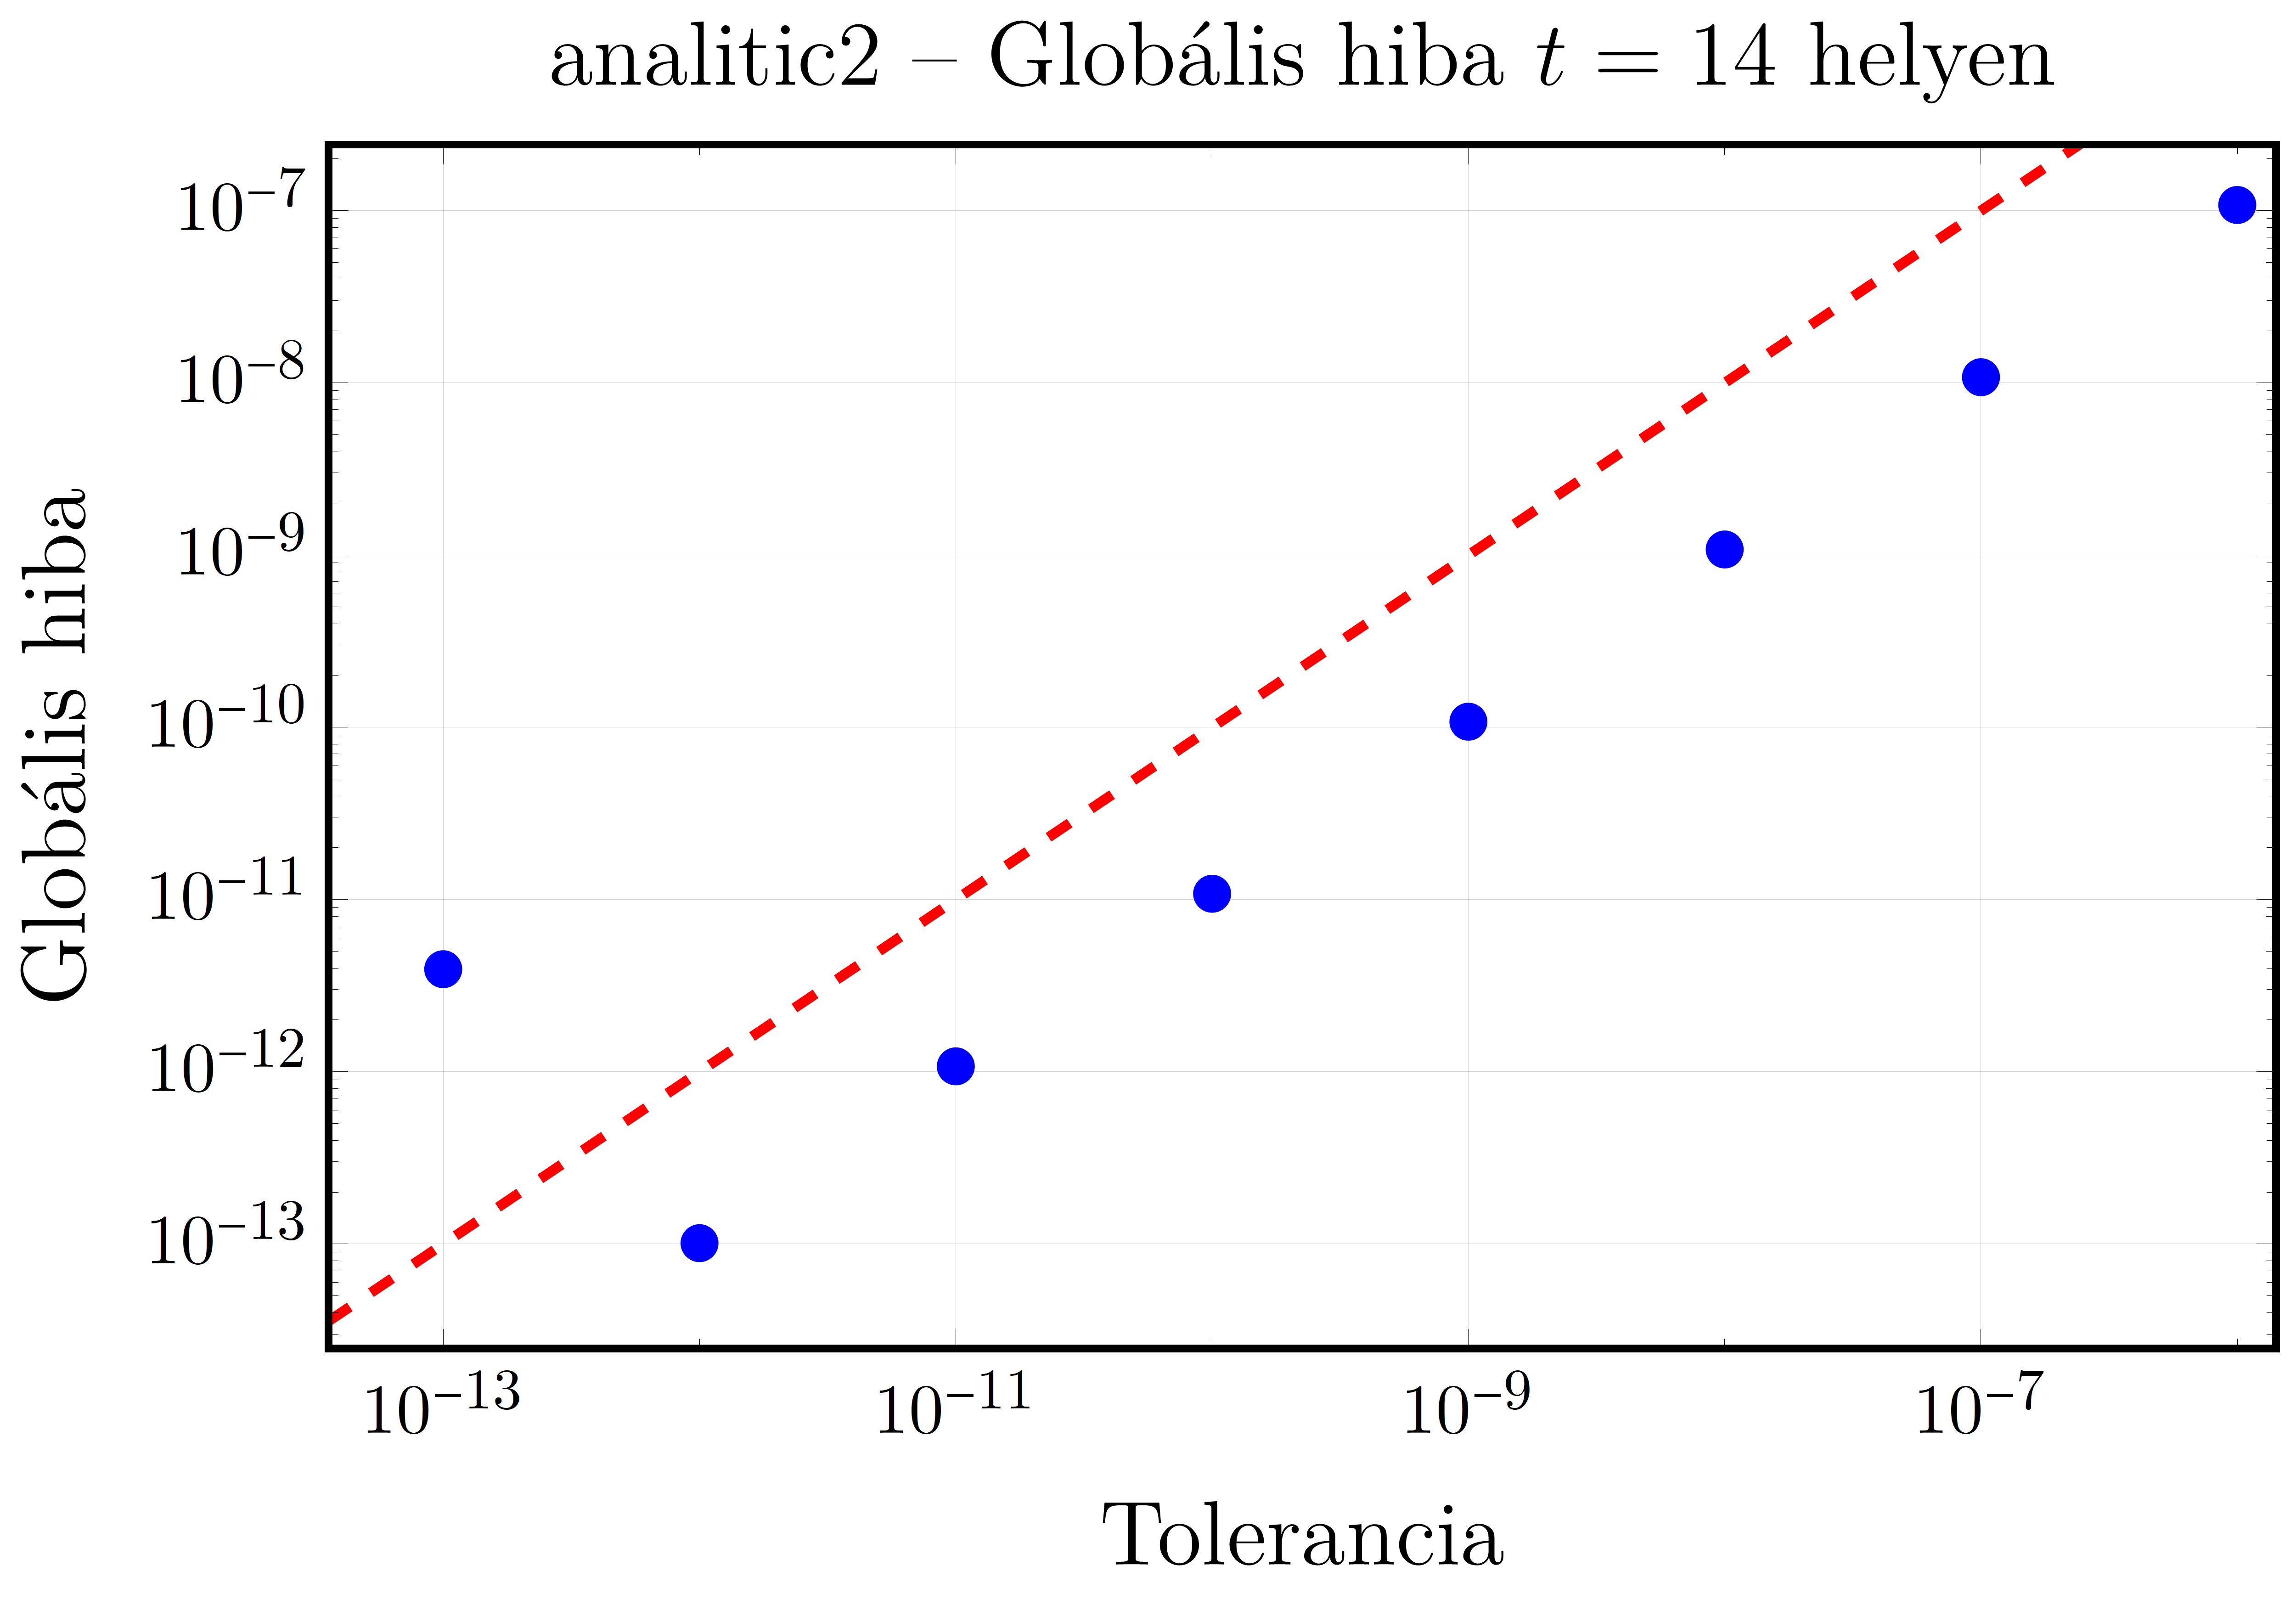 analitic2 – Globális hiba t = 14 helyen
Globális hiba
10⁻⁷
10⁻⁸
10⁻⁹
10⁻¹⁰
10⁻¹¹
10⁻¹²
10⁻¹³
10⁻¹³ 10⁻¹¹ 10⁻⁹ 10⁻⁷
Tolerancia